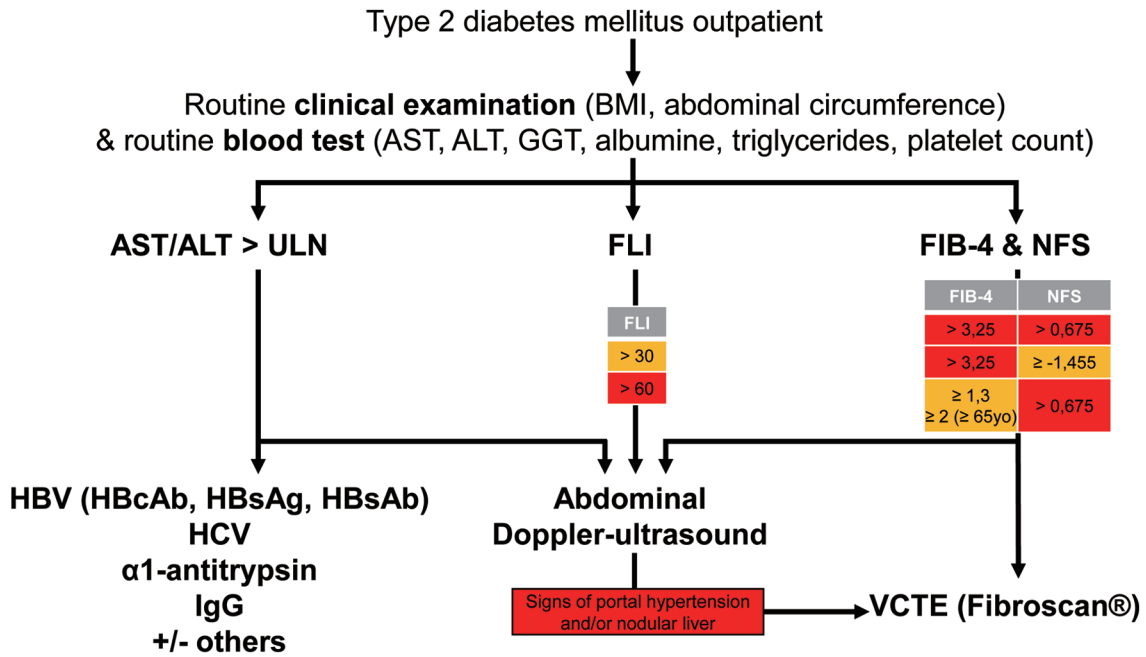 Type 2 diabetes mellitus outpatient
Routine clinical examination (BMI, abdominal circumference)
& routine blood test (AST, ALT, GGT, albumine, triglycerides, platelet count)
AST/ALT > ULN
FLI
FIB-4 & NFS
FLI
> 30
> 60
FIB-4 NFS
> 3,25 > 0,675
> 3,25 ≥ -1,455
≥ 1,3
≥ 2 (≥ 65yo)
> 0,675
HBV (HBcAb, HBsAg, HBsAb)
HCV
α1-antitrypsin
IgG
+/- others
Abdominal
Doppler-ultrasound
Signs of portal hypertension
and/or nodular liver
VCTE (Fibroscan®)